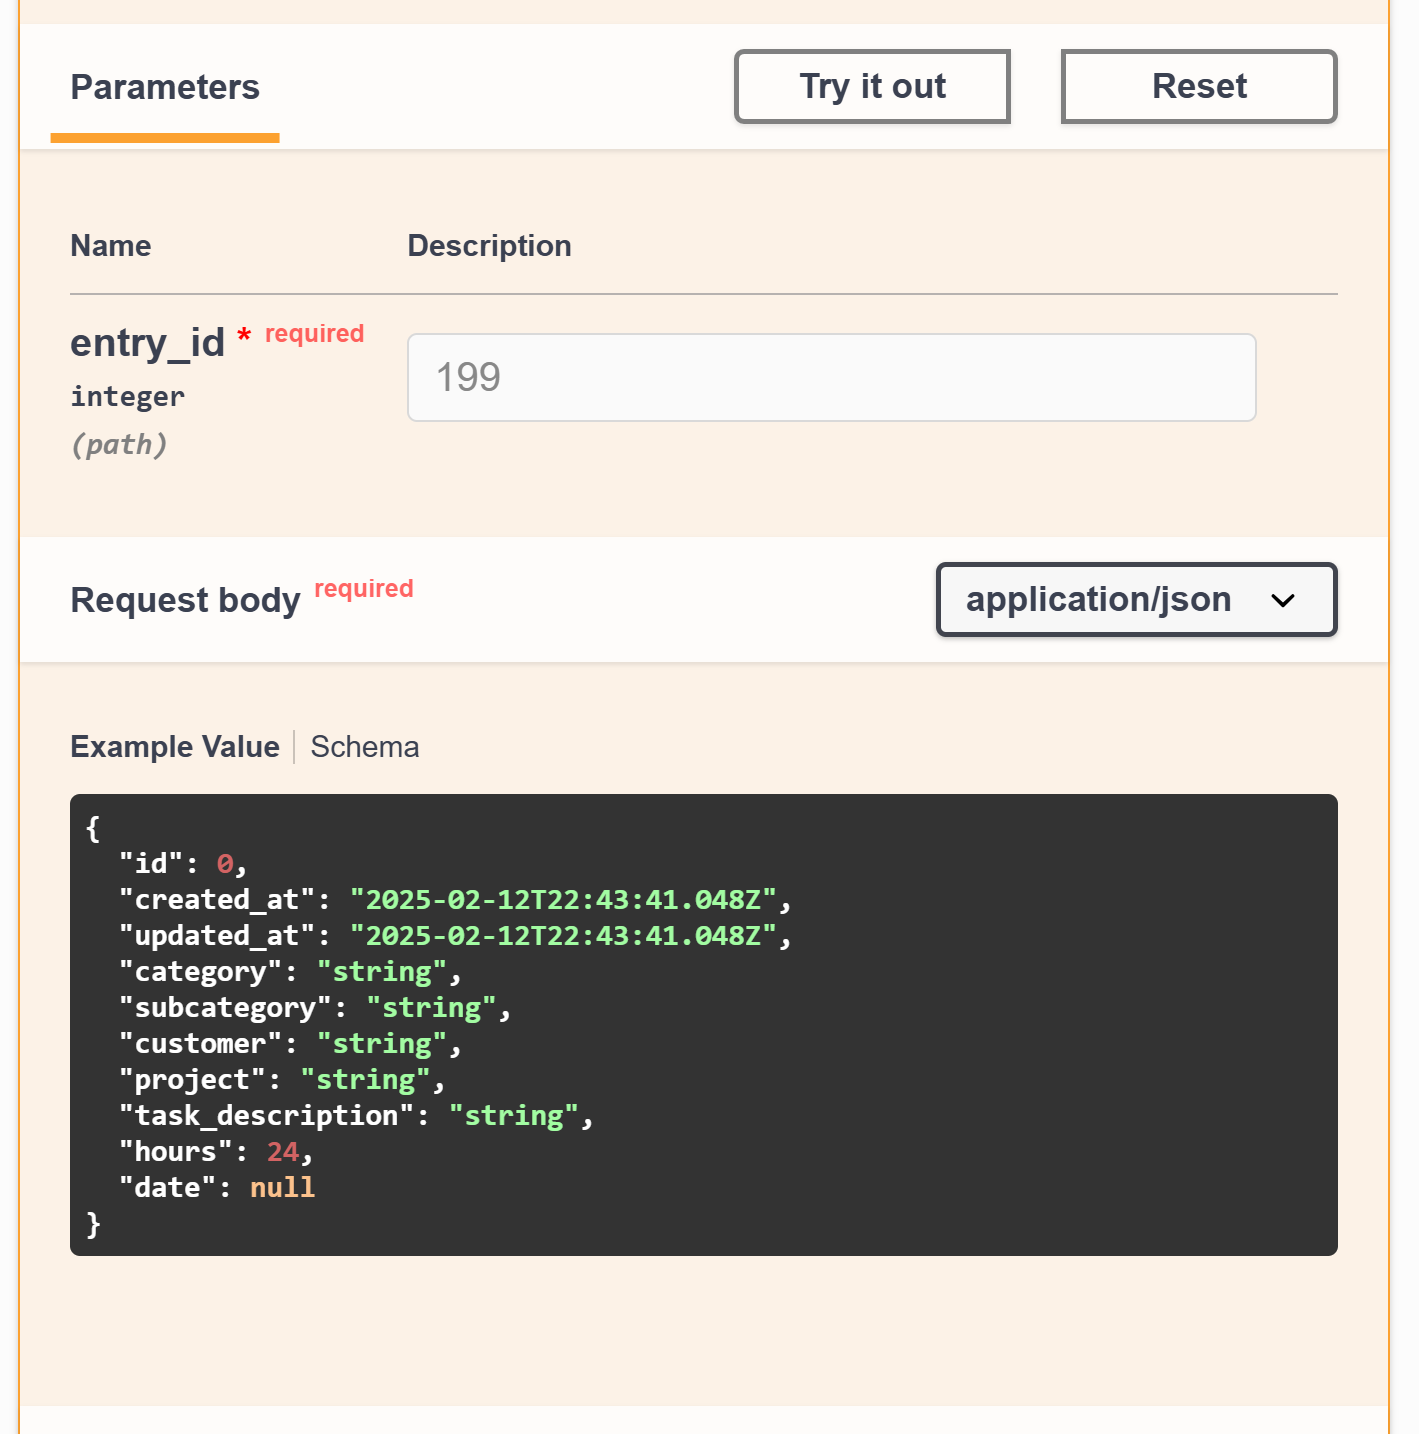 Parameters
Try it out
Reset
Name
Description
entry_id * required
integer
(path)
199
Request body required
application/json
Example Value
Schema
{
  "id": 0,
  "created_at": "2025-02-12T22:43:41.048Z",
  "updated_at": "2025-02-12T22:43:41.048Z",
  "category": "string",
  "subcategory": "string",
  "customer": "string",
  "project": "string",
  "task_description": "string",
  "hours": 24,
  "date": null
}